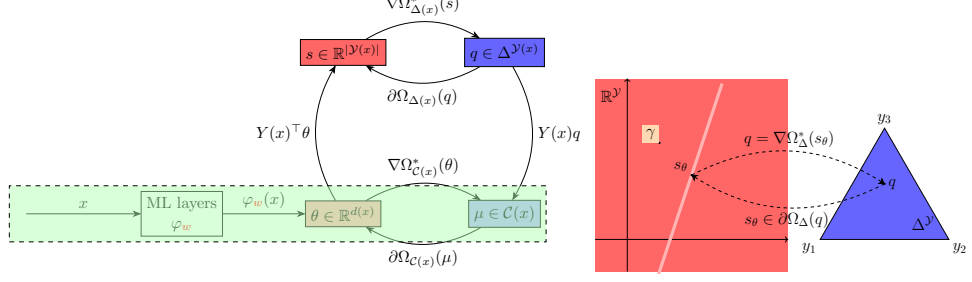 ∇Ω*_{Δ(x)}(s)
s ∈ ℝ^{|𝒴(x)|}
q ∈ Δ^{𝒴(x)}
∂Ω_{Δ(x)}(q)
Y(x)^⊤θ
Y(x)q
∇Ω*_{𝒞(x)}(θ)
x
ML layers
φ_w
φ_w(x)
θ ∈ ℝ^{d(x)}
μ ∈ 𝒞(x)
∂Ω_{𝒞(x)}(μ)
ℝ^𝒴
γ
s_θ
q = ∇Ω*_Δ(s_θ)
s_θ ∈ ∂Ω_Δ(q)
y_3
q
Δ^𝒴
y_1
y_2